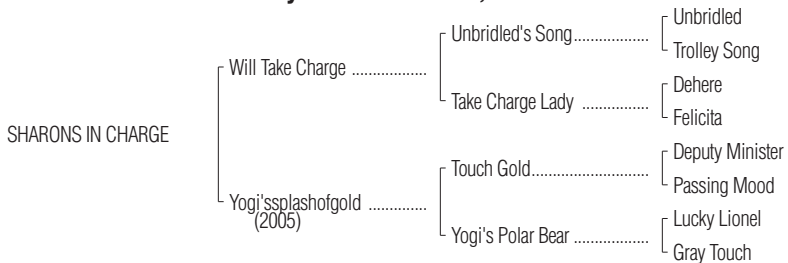 Unbridled
Unbridled's Song..................
Trolley Song
Will Take Charge ..................
Dehere
Take Charge Lady ................
Felicita
SHARONS IN CHARGE
Deputy Minister
Touch Gold.........................
Passing Mood
Yogi'ssplashofgold ..............
(2005)
Lucky Lionel
Yogi's Polar Bear ..................
Gray Touch